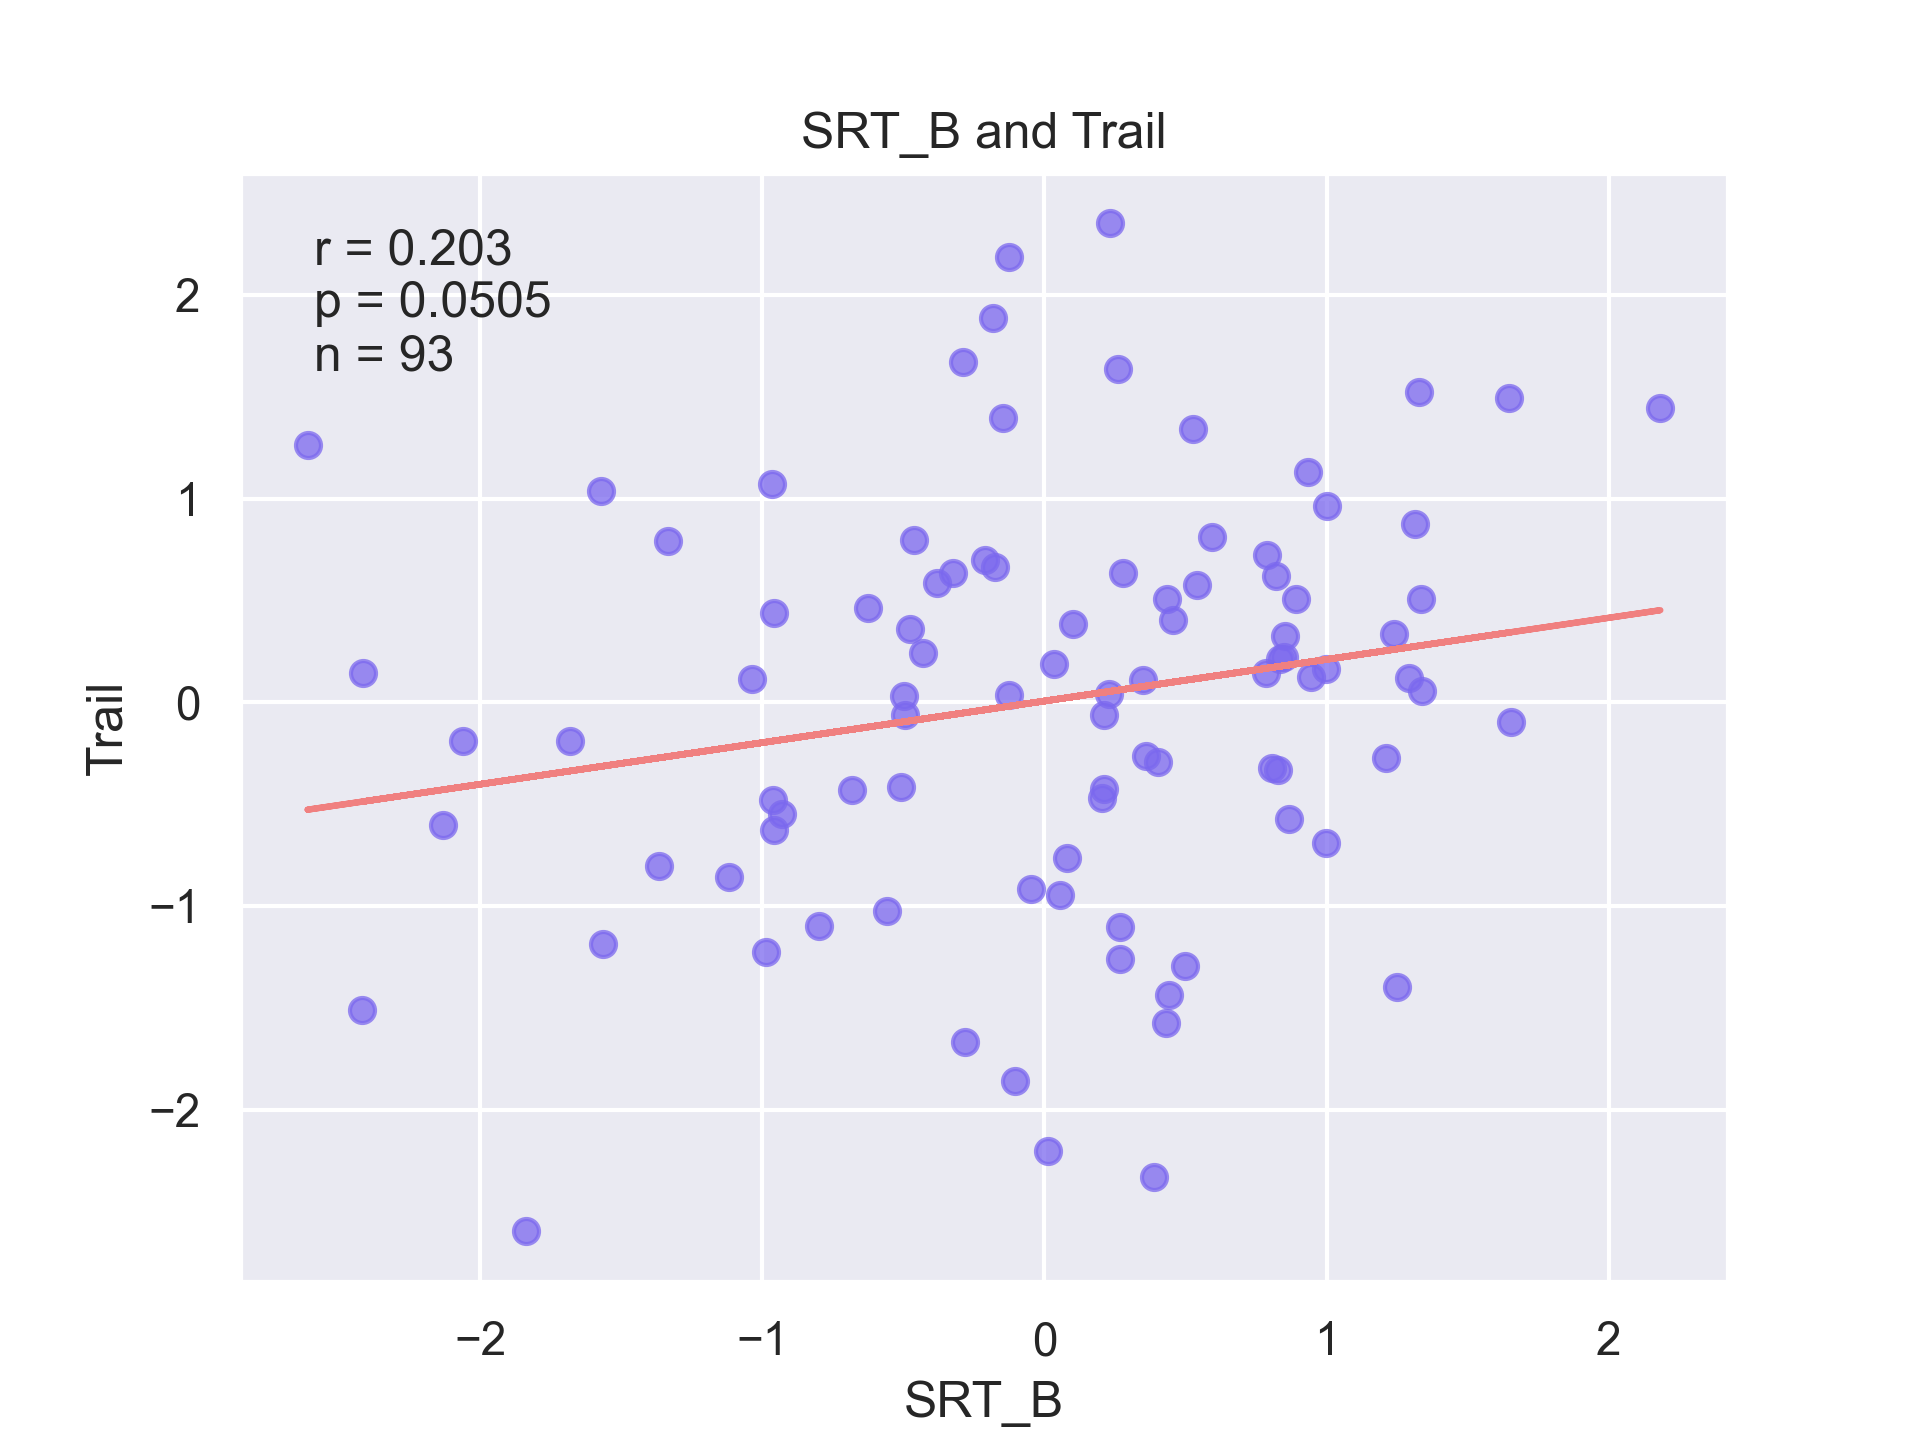 SRT_B and Trail
r = 0.203
p = 0.0505
n = 93
2
1
0
−1
−2
Trail
−2 −1 0 1 2
SRT_B